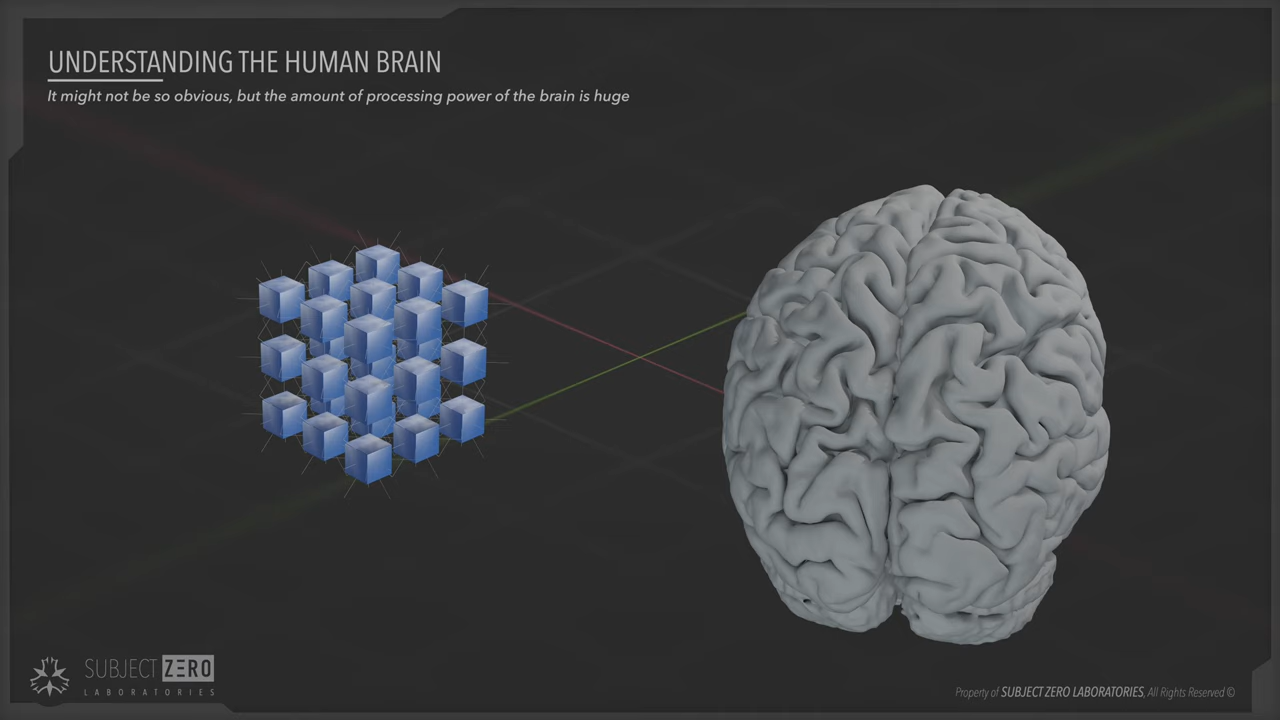 UNDERSTANDING THE HUMAN BRAIN
It might not be so obvious, but the amount of processing power of the brain is huge
SUBJECT ZERO
LABORATORIES
Property of SUBJECT ZERO LABORATORIES, All Rights Reserved ©